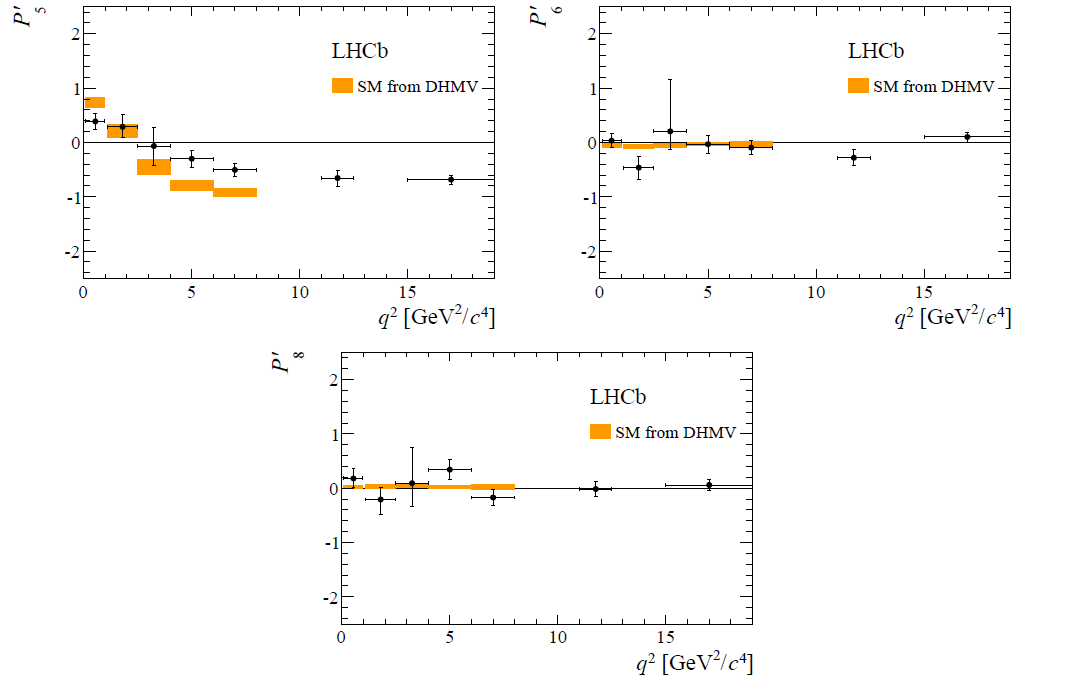 P′5
2
1
0
-1
-2
LHCb
SM from DHMV
0 5 10 15
q² [GeV²/c⁴]
P′6
2
1
0
-1
-2
LHCb
SM from DHMV
0 5 10 15
q² [GeV²/c⁴]
P′8
2
1
0
-1
-2
LHCb
SM from DHMV
0 5 10 15
q² [GeV²/c⁴]